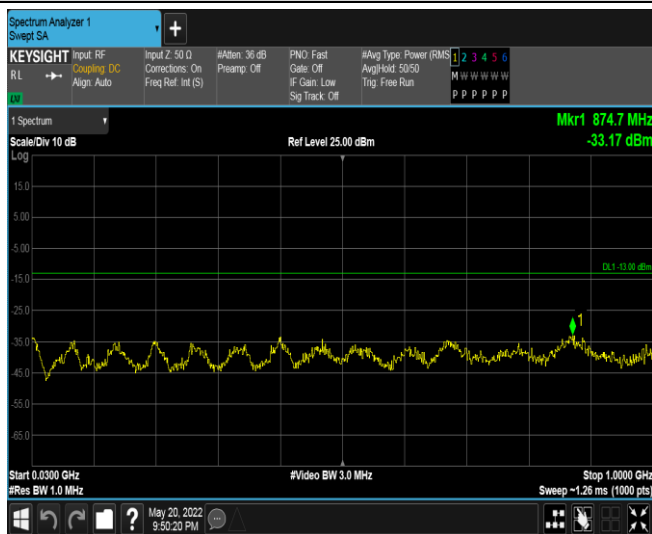 Spectrum Analyzer 1
Swept SA
+
KEYSIGHT Input: RF Input Z: 50 Ω #Atten: 36 dB PNO: Fast #Avg Type: Power (RMS 1 2 3 4 5 6
RL Coupling: DC Corrections: On Preamp: Off Gate: Off Avg|Hold: 50/50 M W W W W W
Align: Auto Freq Ref: Int (S) IF Gain: Low Trig: Free Run
Sig Track: Off P P P P P P
1 Spectrum Mkr1 874.7 MHz
Scale/Div 10 dB Ref Level 25.00 dBm -33.17 dBm
Log
15.0
5.00
-5.00
DL1 -13.00 dBm
-15.0
-25.0
1
-35.0
-45.0
-55.0
-65.0
Start 0.0300 GHz #Video BW 3.0 MHz Stop 1.0000 GHz
#Res BW 1.0 MHz Sweep ~1.26 ms (1000 pts)
? May 20, 2022
9:50:20 PM